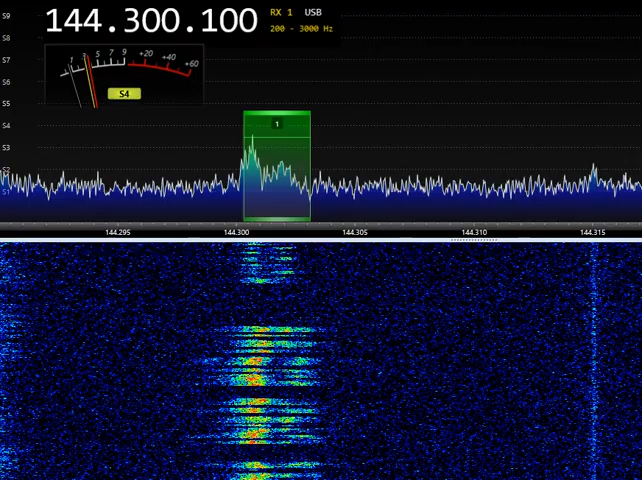 144.300.100
RX 1 USB
200 - 3000 Hz
S9
S8
S7
S6
S5
S4
S3
S2
S1
1 3 5 7 9 +20 +40 +60
S4
1
144.295 144.300 144.305 144.310 144.315